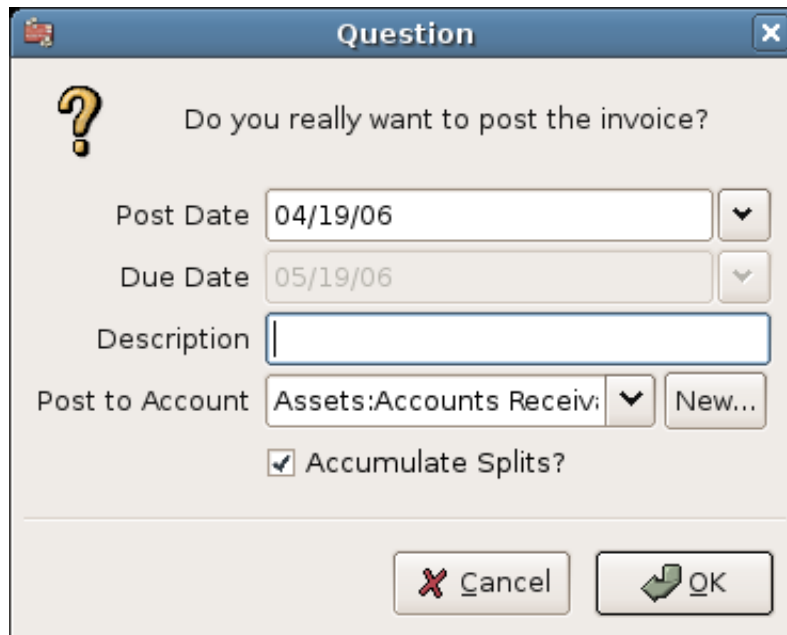 Question
Do you really want to post the invoice?
Post Date 04/19/06
Due Date 05/19/06
Description
Post to Account Assets:Accounts Receiv New...
Accumulate Splits?
Cancel OK